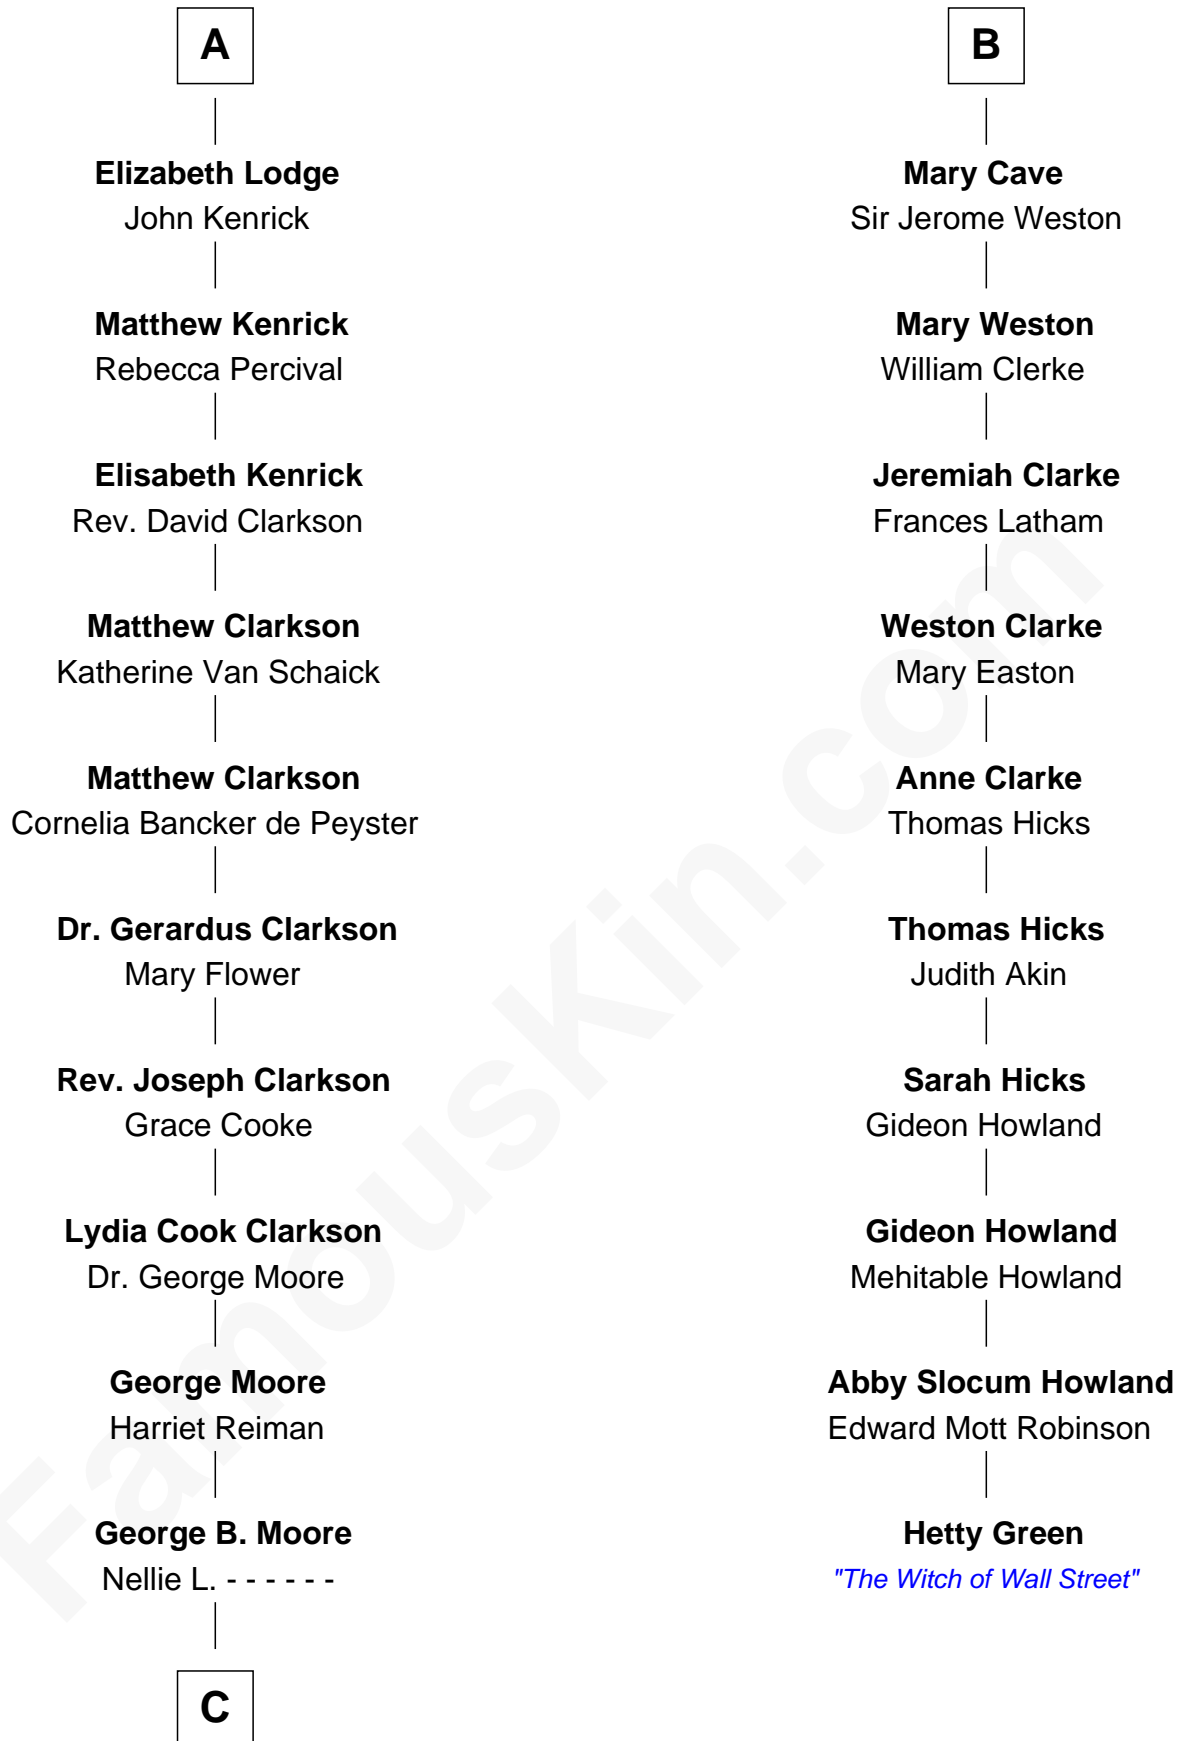 A
Elizabeth Lodge
John Kenrick
Matthew Kenrick
Rebecca Percival
Elisabeth Kenrick
Rev. David Clarkson
Matthew Clarkson
Katherine Van Schaick
Matthew Clarkson
Cornelia Bancker de Peyster
Dr. Gerardus Clarkson
Mary Flower
Rev. Joseph Clarkson
Grace Cooke
Lydia Cook Clarkson
Dr. George Moore
George Moore
Harriet Reiman
George B. Moore
Nellie L. - - - - - -
C
B
Mary Cave
Sir Jerome Weston
Mary Weston
William Clerke
Jeremiah Clarke
Frances Latham
Weston Clarke
Mary Easton
Anne Clarke
Thomas Hicks
Thomas Hicks
Judith Akin
Sarah Hicks
Gideon Howland
Gideon Howland
Mehitable Howland
Abby Slocum Howland
Edward Mott Robinson
Hetty Green
"The Witch of Wall Street"
FamousKin.com